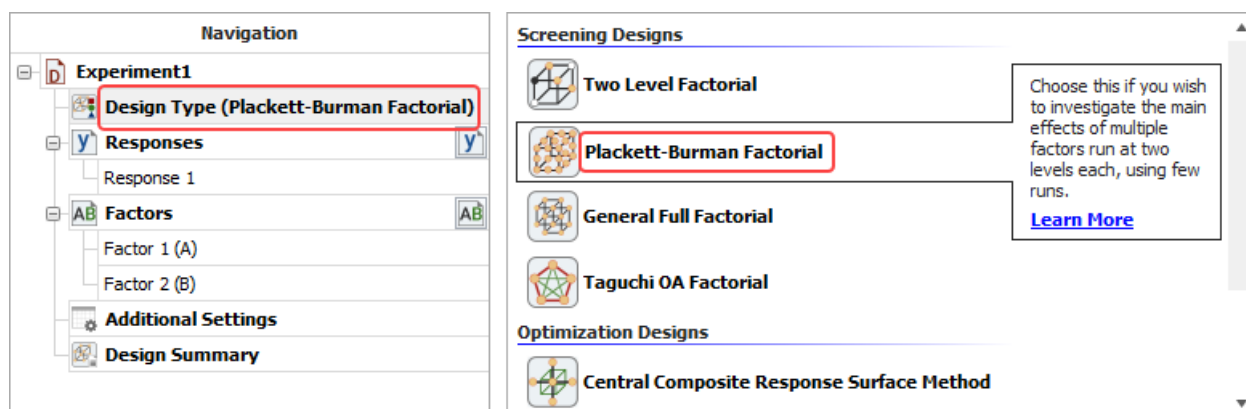 Navigation
Experiment1
Design Type (Plackett-Burman Factorial)
Responses
Response 1
Factors
Factor 1 (A)
Factor 2 (B)
Additional Settings
Design Summary
Screening Designs
Two Level Factorial
Plackett-Burman Factorial
General Full Factorial
Taguchi OA Factorial
Optimization Designs
Central Composite Response Surface Method
Choose this if you wish
to investigate the main
effects of multiple
factors run at two
levels each, using few
runs.
Learn More